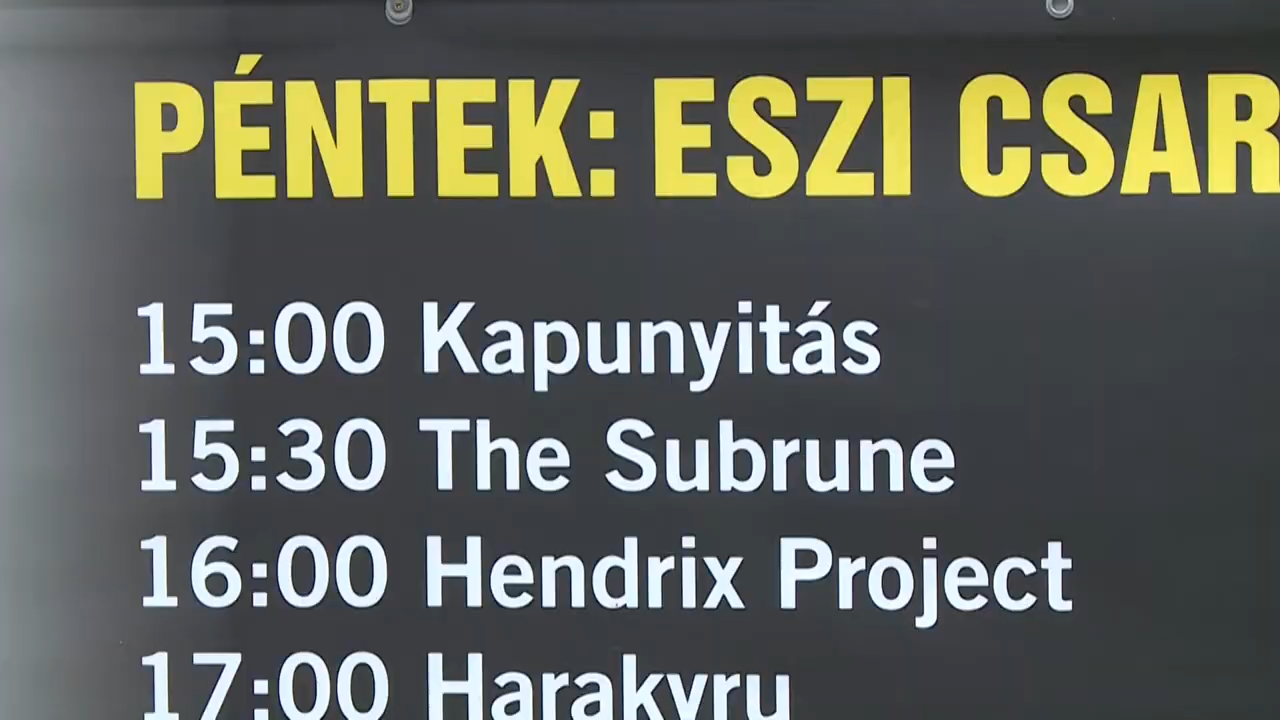 PÉNTEK: ESZI CSAR
15:00 Kapunyitás
15:30 The Subrune
16:00 Hendrix Project
17:00 Harakyru